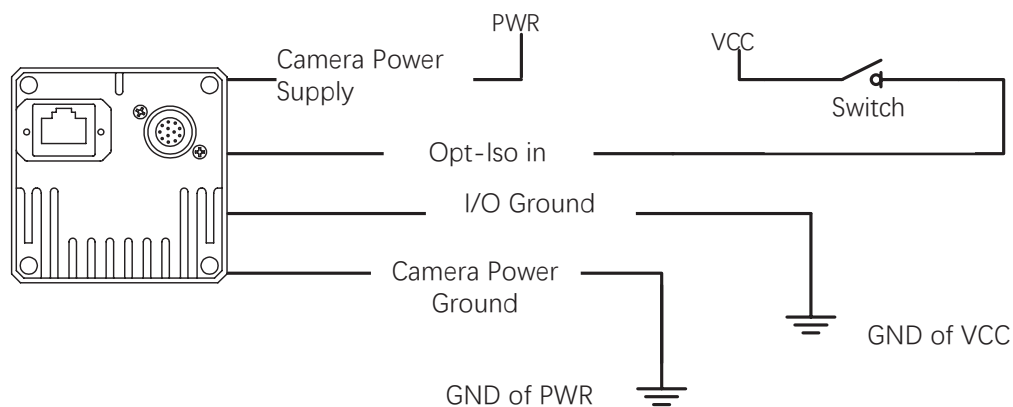 PWR
VCC
Camera Power
Supply
Switch
Opt-Iso in
I/O Ground
Camera Power
Ground
GND of VCC
GND of PWR